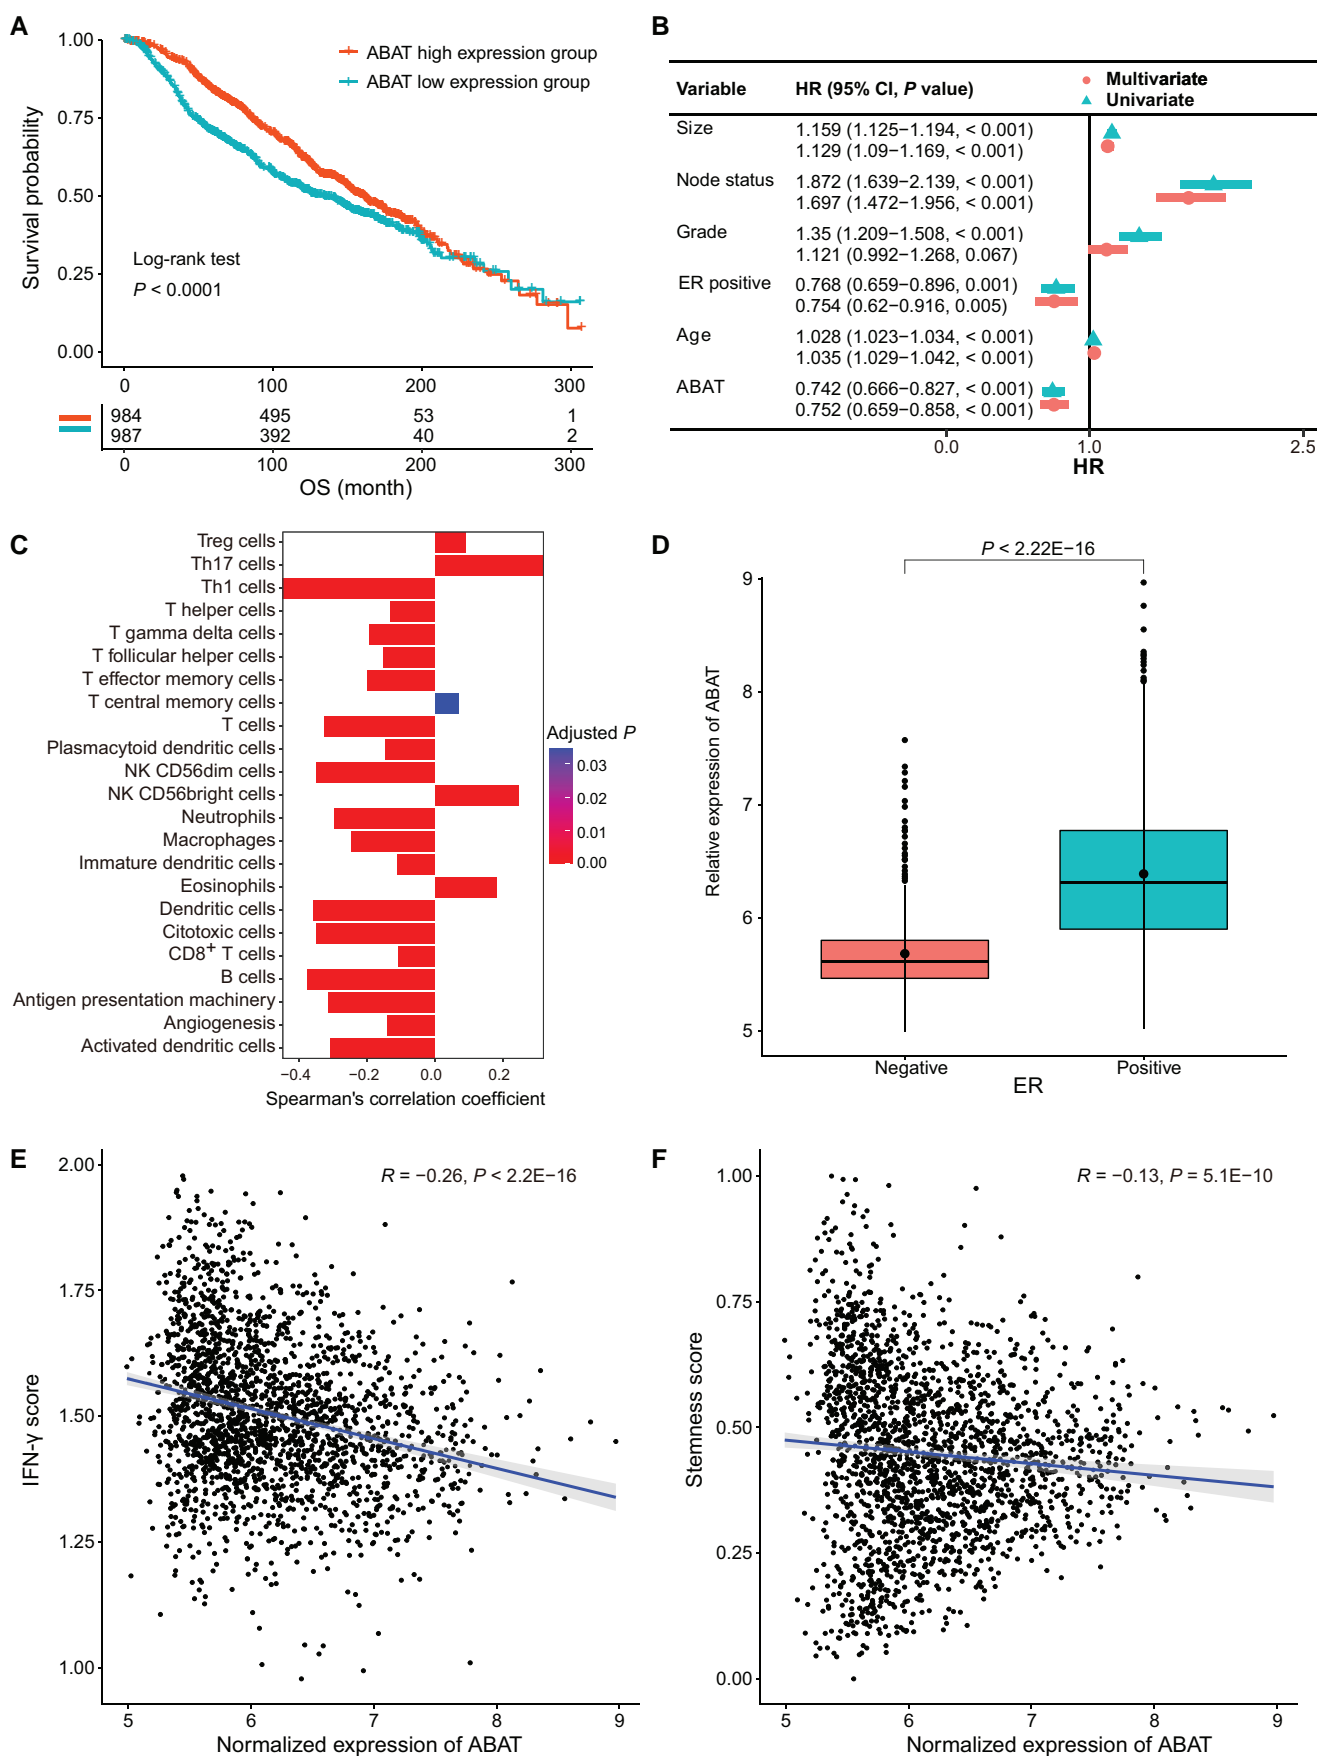 A
1.00
0.75
0.50
0.25
0.00
Survival probability
ABAT high expression group
ABAT low expression group
Log-rank test
P < 0.0001
0 100 200 300
984 495 53 1
987 392 40 2
0 100 200 300
OS (month)
B
Variable HR (95% CI, P value)
Multivariate
Univariate
Size 1.159 (1.125−1.194, < 0.001)
1.129 (1.09−1.169, < 0.001)
Node status 1.872 (1.639−2.139, < 0.001)
1.697 (1.472−1.956, < 0.001)
Grade 1.35 (1.209−1.508, < 0.001)
1.121 (0.992−1.268, 0.067)
ER positive 0.768 (0.659−0.896, 0.001)
0.754 (0.62−0.916, 0.005)
Age 1.028 (1.023−1.034, < 0.001)
1.035 (1.029−1.042, < 0.001)
ABAT 0.742 (0.666−0.827, < 0.001)
0.752 (0.659−0.858, < 0.001)
0.0 1.0 2.5
HR
C
Treg cells
Th17 cells
Th1 cells
T helper cells
T gamma delta cells
T follicular helper cells
T effector memory cells
T central memory cells
T cells
Plasmacytoid dendritic cells
NK CD56dim cells
NK CD56bright cells
Neutrophils
Macrophages
Immature dendritic cells
Eosinophils
Dendritic cells
Citotoxic cells
CD8+ T cells
B cells
Antigen presentation machinery
Angiogenesis
Activated dendritic cells
−0.4 −0.2 0.0 0.2
Spearman's correlation coefficient
Adjusted P
0.03
0.02
0.01
0.00
D
P < 2.22E−16
9
8
7
6
5
Relative expression of ABAT
Negative Positive
ER
E
R = −0.26, P < 2.2E−16
2.00
1.75
1.50
1.25
1.00
IFN-γ score
5 6 7 8 9
Normalized expression of ABAT
F
R = −0.13, P = 5.1E−10
1.00
0.75
0.50
0.25
0.00
Stemness score
5 6 7 8 9
Normalized expression of ABAT